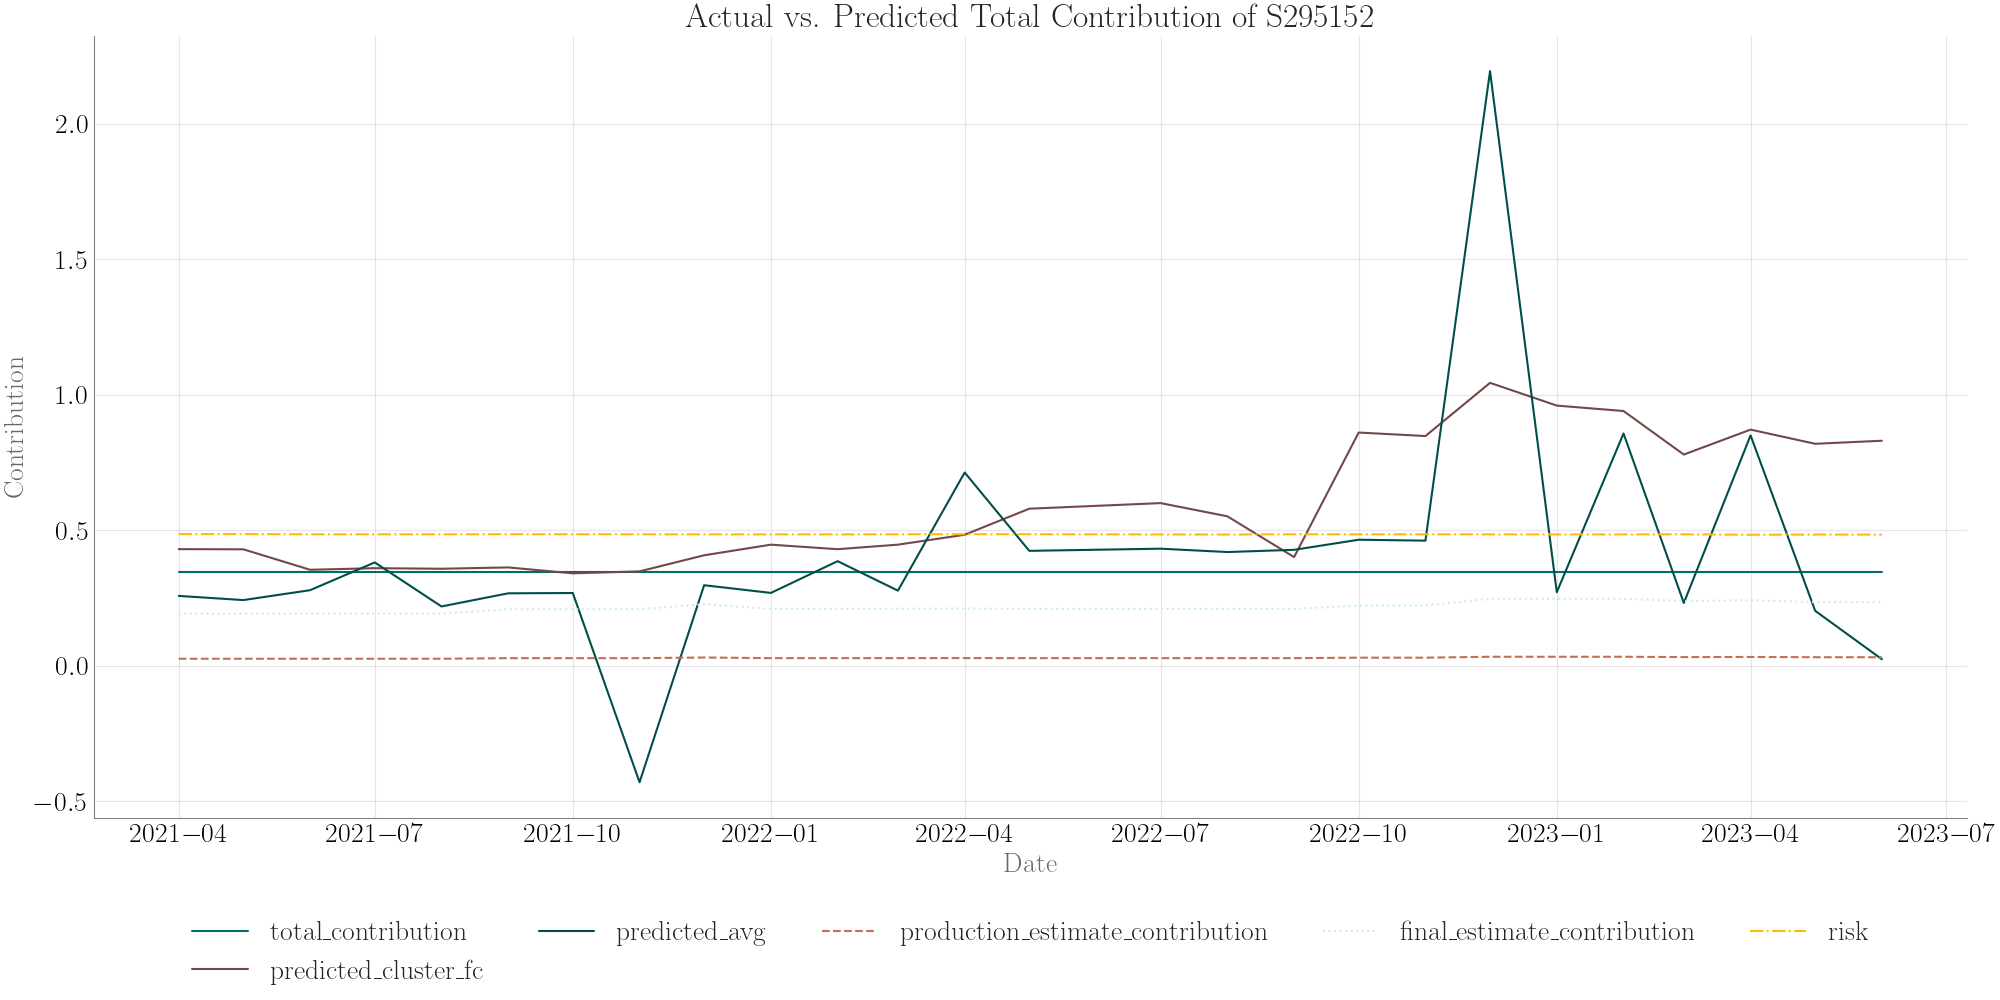 Actual vs. Predicted Total Contribution of S295152
2.0
1.5
1.0
0.5
0.0
−0.5
Contribution
2021−04 2021−07 2021−10 2022−01 2022−04 2022−07 2022−10 2023−01 2023−04 2023−07
Date
total_contribution predicted_avg production_estimate_contribution final_estimate_contribution risk
predicted_cluster_fc